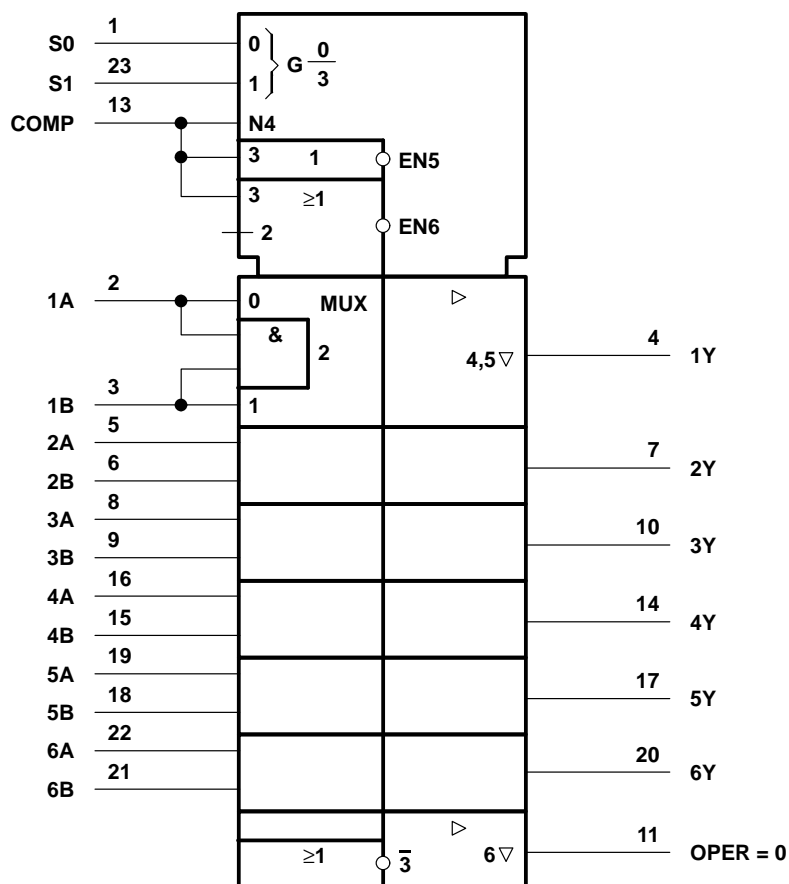 S0 1 0 G 0/3
S1 23 1
COMP 13 N4
3 1 EN5
3 ≥1
2 EN6
1A 2 0 MUX ▷
& 2 4,5 ▽ 4 1Y
1B 3 1
2A 5
2B 6 7 2Y
3A 8
3B 9 10 3Y
4A 16
4B 15 14 4Y
5A 19
5B 18 17 5Y
6A 22
6B 21 20 6Y
▷
≥1 3̅ 6 ▽ 11 OPER = 0